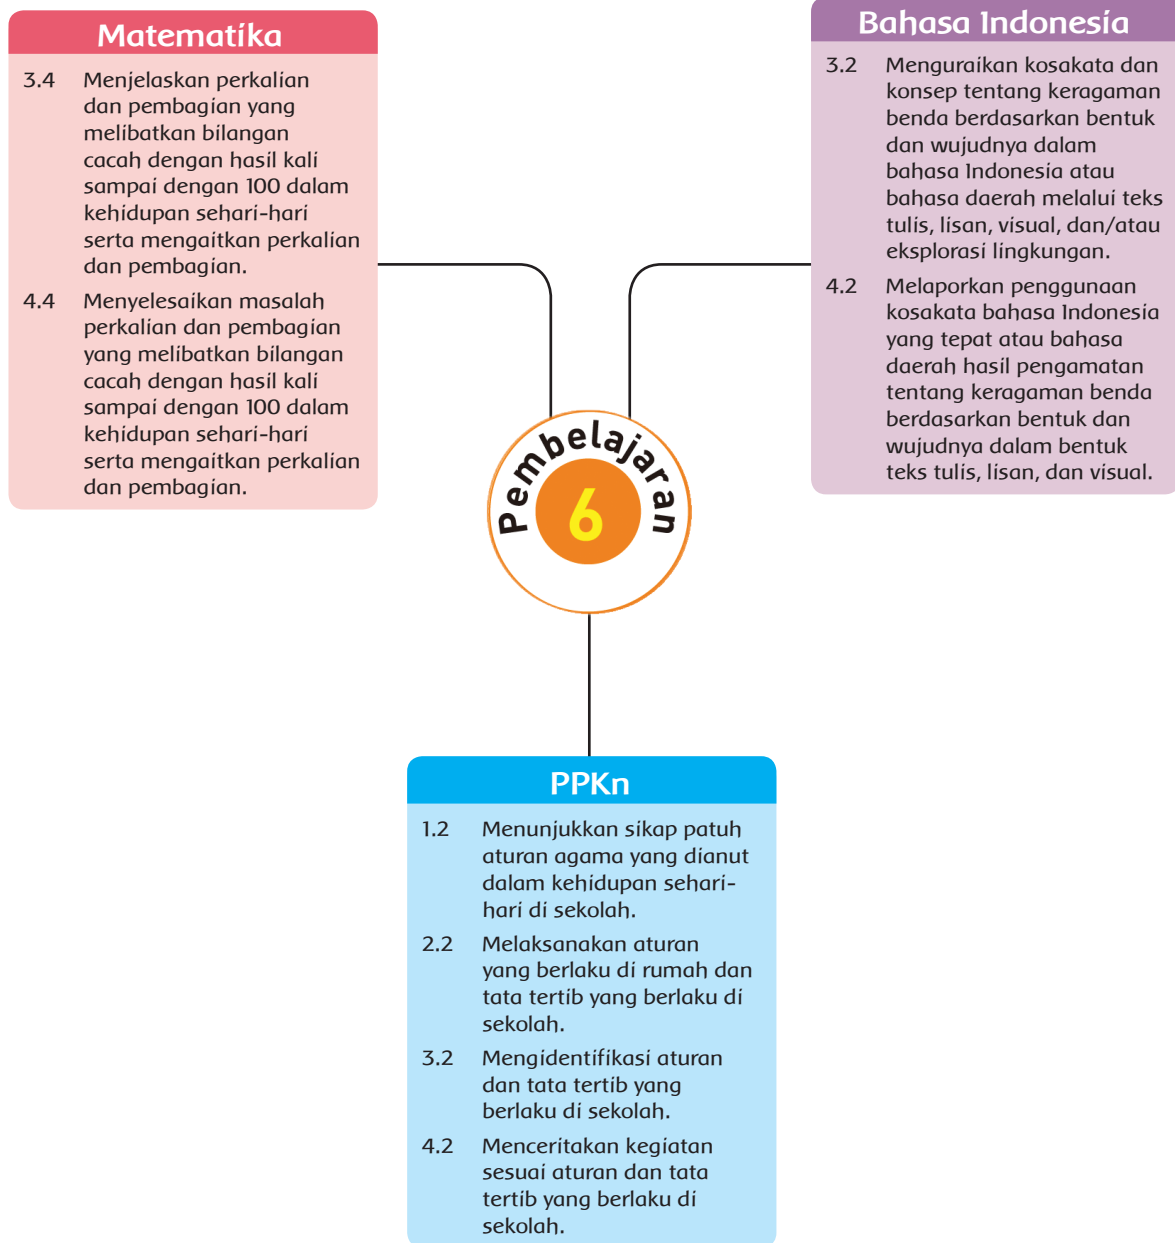 Matematika
3.4 Menjelaskan perkalian
dan pembagian yang
melibatkan bilangan
cacah dengan hasil kali
sampai dengan 100 dalam
kehidupan sehari-hari
serta mengaitkan perkalian
dan pembagian.
4.4 Menyelesaikan masalah
perkalian dan pembagian
yang melibatkan bilangan
cacah dengan hasil kali
sampai dengan 100 dalam
kehidupan sehari-hari
serta mengaitkan perkalian
dan pembagian.
Bahasa Indonesia
3.2 Menguraikan kosakata dan
konsep tentang keragaman
benda berdasarkan bentuk
dan wujudnya dalam
bahasa Indonesia atau
bahasa daerah melalui teks
tulis, lisan, visual, dan/atau
eksplorasi lingkungan.
4.2 Melaporkan penggunaan
kosakata bahasa Indonesia
yang tepat atau bahasa
daerah hasil pengamatan
tentang keragaman benda
berdasarkan bentuk dan
wujudnya dalam bentuk
teks tulis, lisan, dan visual.
Pembelajaran
6
PPKn
1.2 Menunjukkan sikap patuh
aturan agama yang dianut
dalam kehidupan sehari-
hari di sekolah.
2.2 Melaksanakan aturan
yang berlaku di rumah dan
tata tertib yang berlaku di
sekolah.
3.2 Mengidentifikasi aturan
dan tata tertib yang
berlaku di sekolah.
4.2 Menceritakan kegiatan
sesuai aturan dan tata
tertib yang berlaku di
sekolah.